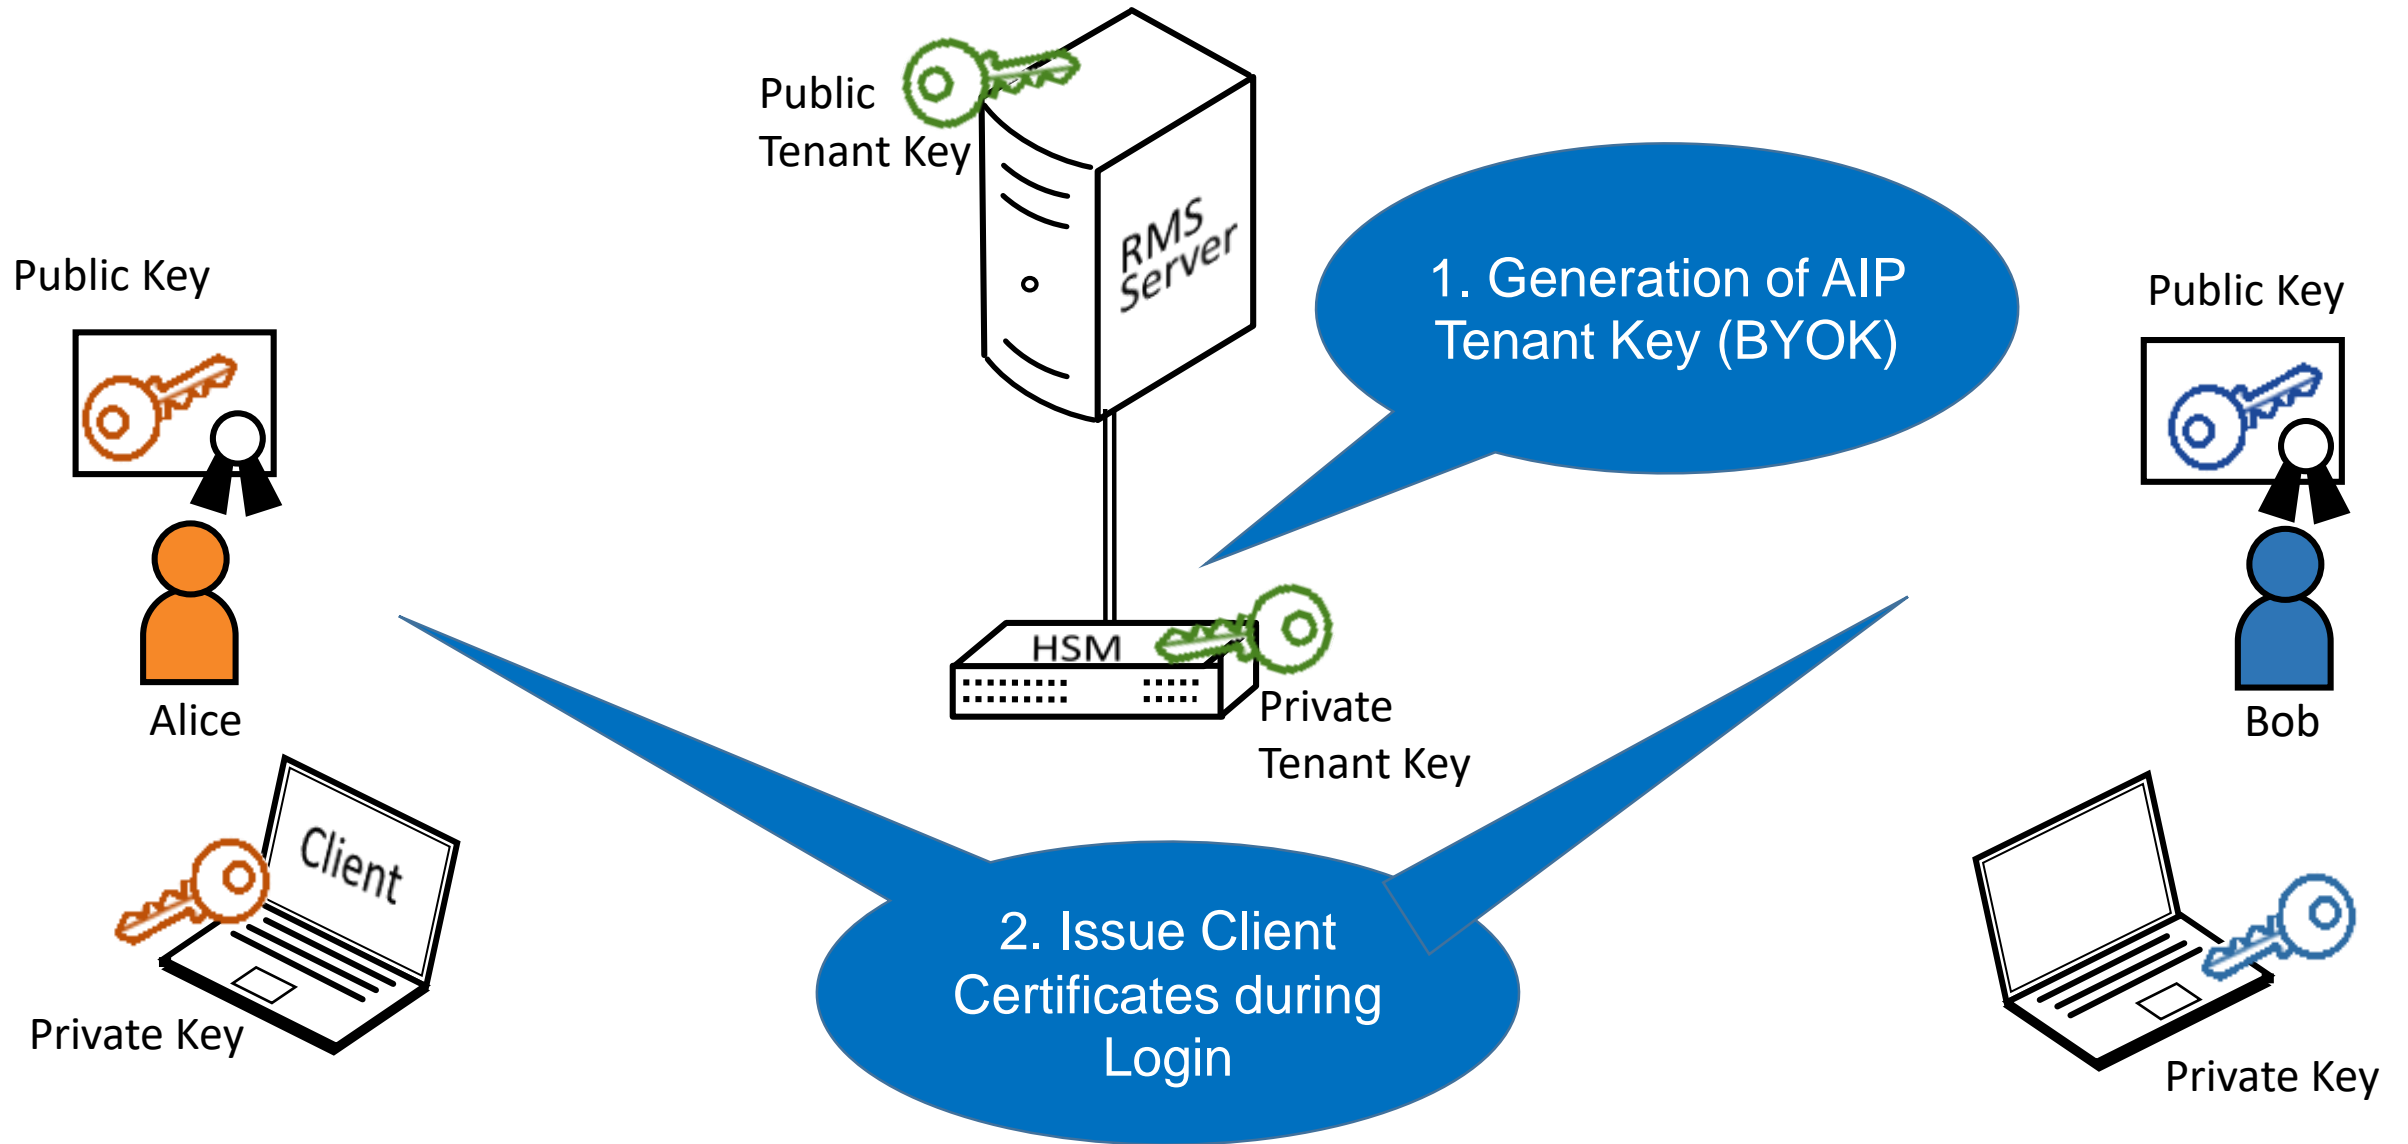 Public
Tenant Key
RMS
Server
1. Generation of AIP
Tenant Key (BYOK)
Public Key
Public Key
HSM
Private
Tenant Key
Alice
Bob
Client
2. Issue Client
Certificates during
Login
Private Key
Private Key